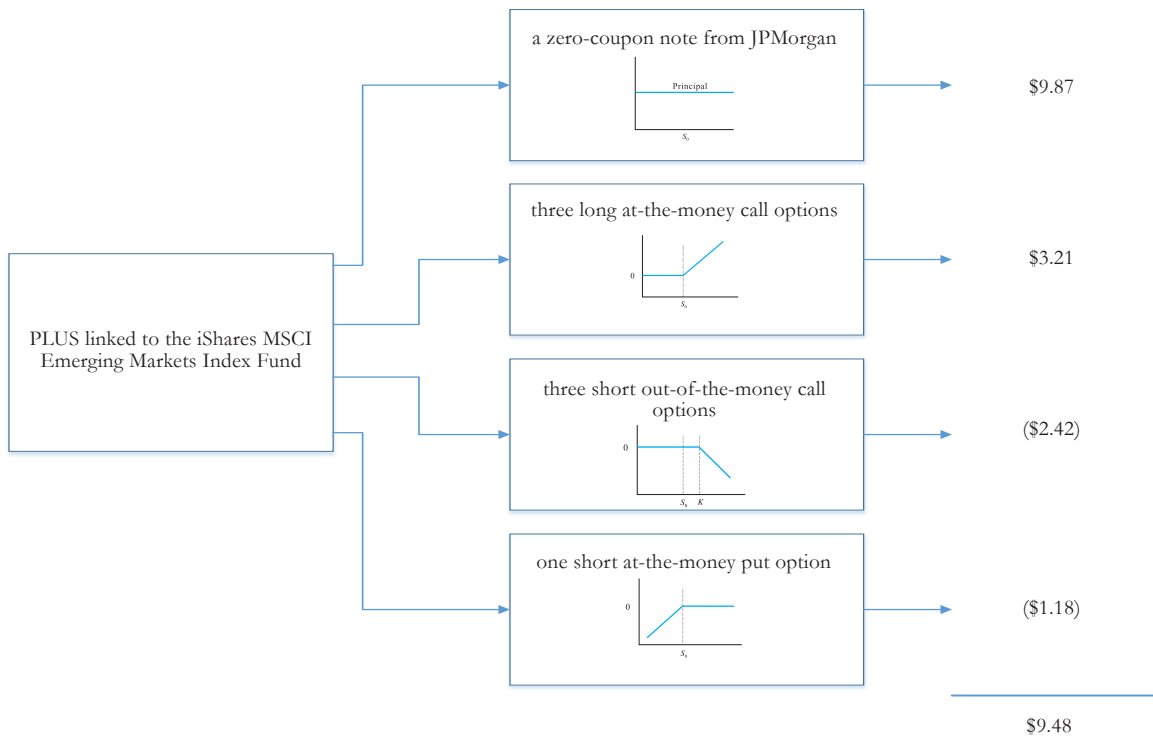 a zero-coupon note from JPMorgan
Principal
S₀
$9.87
three long at-the-money call options
0
S₀
$3.21
PLUS linked to the iShares MSCI
Emerging Markets Index Fund
three short out-of-the-money call
options
0
S₀ K
($2.42)
one short at-the-money put option
0
S₀
($1.18)
$9.48